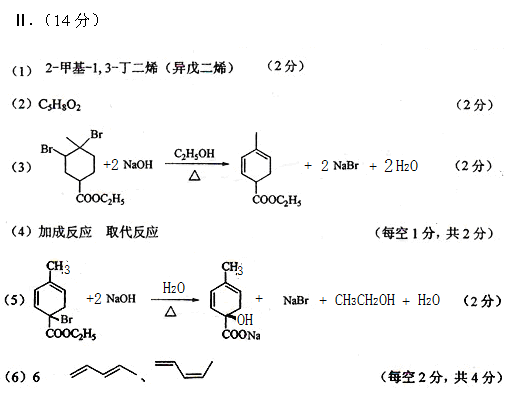 II.（14分）
（1） 2-甲基-1,3-丁二烯（异戊二烯） （2分）
（2）C₅H₈O₂ （2分）
Br
Br
（3） +2 NaOH C₂H₅OH △ + 2 NaBr + 2H₂O （2分）
COOC₂H₅ COOC₂H₅
（4）加成反应 取代反应 （每空1分，共2分）
CH₃ CH₃
（5） Br +2 NaOH H₂O △ OH + NaBr + CH₃CH₂OH + H₂O （2分）
COOC₂H₅ COONa
（6）6 、 （每空2分，共4分）